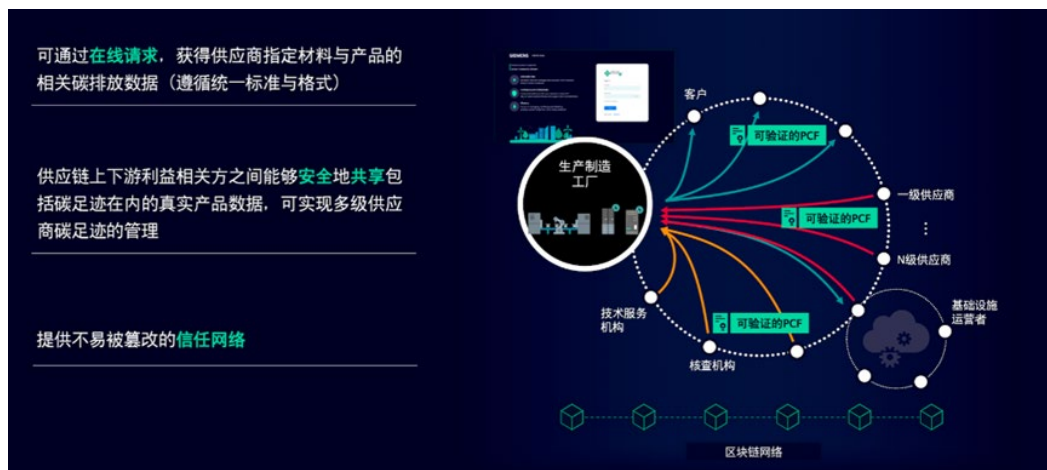 可通过在线请求，获得供应商指定材料与产品的
相关碳排放数据（遵循统一标准与格式）
供应链上下游利益相关方之间能够安全地共享包
括碳足迹在内的真实产品数据，可实现多级供应
商碳足迹的管理
提供不易被篡改的信任网络
SIEMENS
客户
可验证的PCF
生产制造
工厂
一级供应商
可验证的PCF
N级供应商
技术服务
机构
可验证的PCF
核查机构
基础设施
运营者
区块链网络